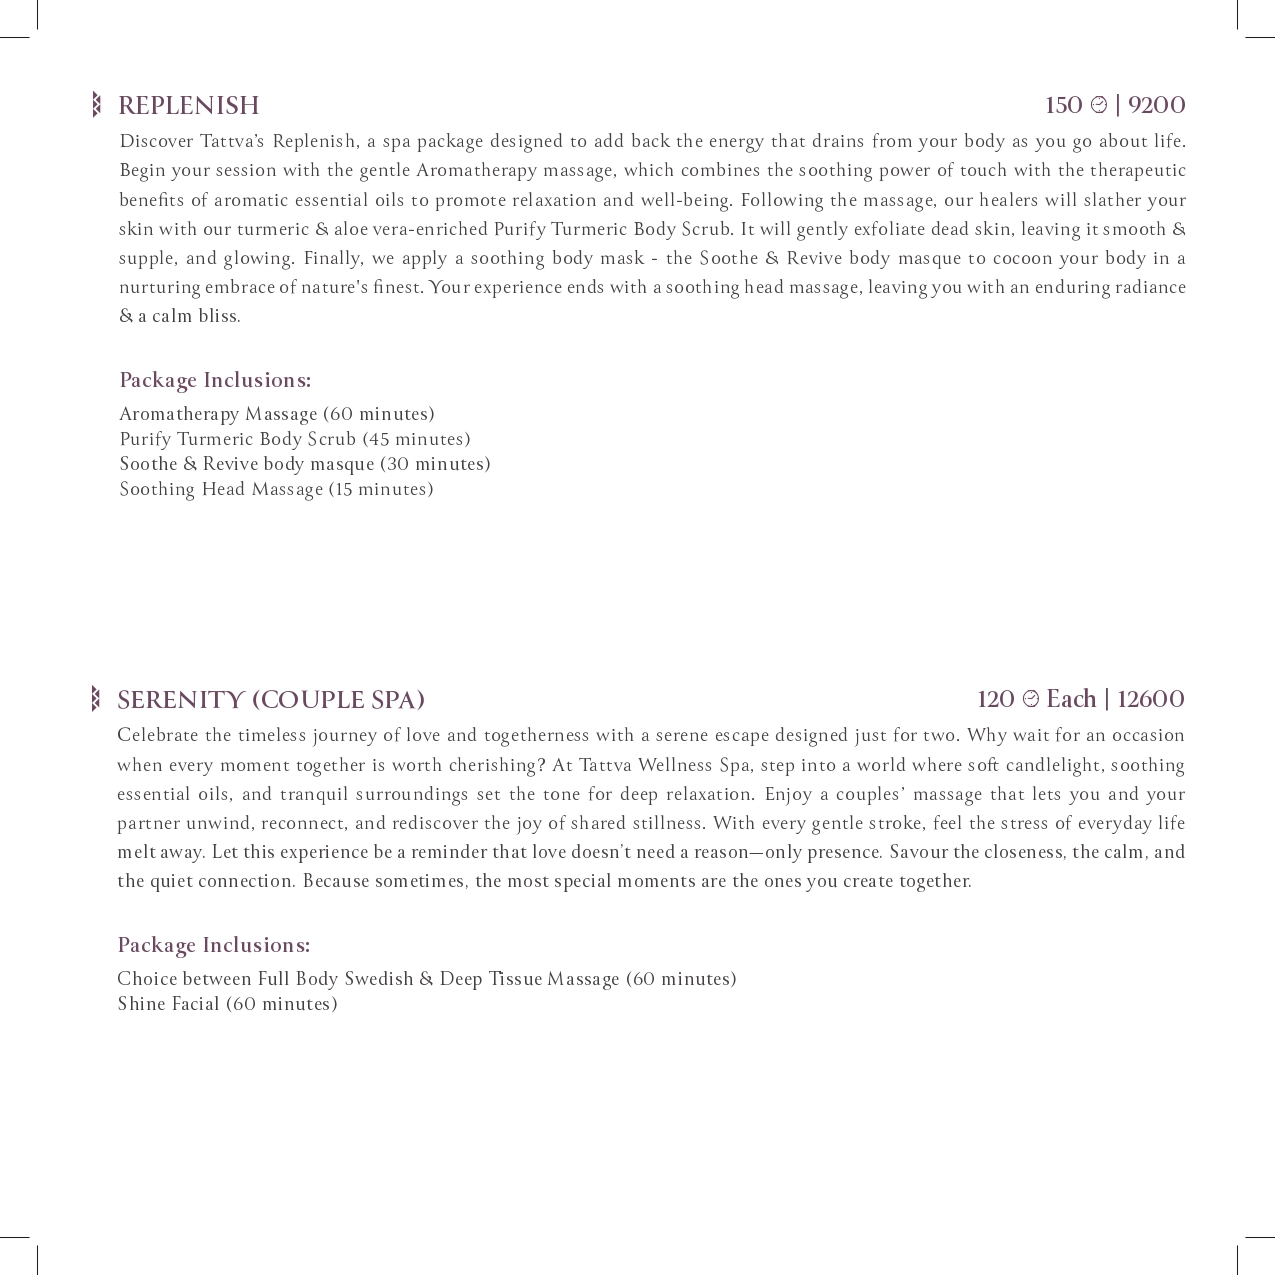 REPLENISH 150 | 9200
Discover Tattva’s Replenish, a spa package designed to add back the energy that drains from your body as you go about life.
Begin your session with the gentle Aromatherapy massage, which combines the soothing power of touch with the therapeutic
benefits of aromatic essential oils to promote relaxation and well-being. Following the massage, our healers will slather your
skin with our turmeric & aloe vera-enriched Purify Turmeric Body Scrub. It will gently exfoliate dead skin, leaving it smooth &
supple, and glowing. Finally, we apply a soothing body mask - the Soothe & Revive body masque to cocoon your body in a
nurturing embrace of nature's finest. Your experience ends with a soothing head massage, leaving you with an enduring radiance
& a calm bliss.
Package Inclusions:
Aromatherapy Massage (60 minutes)
Purify Turmeric Body Scrub (45 minutes)
Soothe & Revive body masque (30 minutes)
Soothing Head Massage (15 minutes)
SERENITY (COUPLE SPA) 120 Each | 12600
Celebrate the timeless journey of love and togetherness with a serene escape designed just for two. Why wait for an occasion
when every moment together is worth cherishing? At Tattva Wellness Spa, step into a world where soft candlelight, soothing
essential oils, and tranquil surroundings set the tone for deep relaxation. Enjoy a couples’ massage that lets you and your
partner unwind, reconnect, and rediscover the joy of shared stillness. With every gentle stroke, feel the stress of everyday life
melt away. Let this experience be a reminder that love doesn’t need a reason—only presence. Savour the closeness, the calm, and
the quiet connection. Because sometimes, the most special moments are the ones you create together.
Package Inclusions:
Choice between Full Body Swedish & Deep Tissue Massage (60 minutes)
Shine Facial (60 minutes)